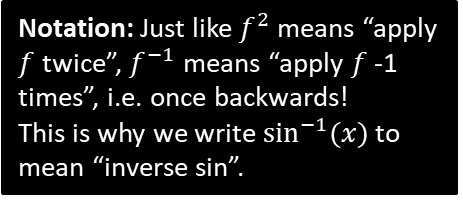 Notation: Just like 𝑓² means “apply
𝑓 twice”, 𝑓⁻¹ means “apply 𝑓 -1
times”, i.e. once backwards!
This is why we write sin⁻¹(𝑥) to
mean “inverse sin”.